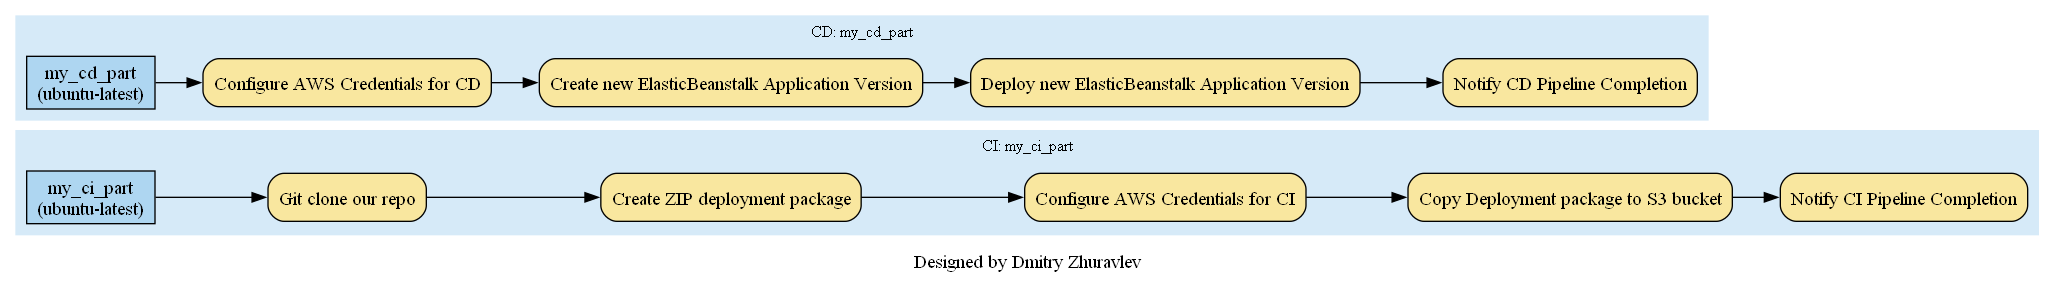 CD: my_cd_part
my_cd_part
(ubuntu-latest)
Configure AWS Credentials for CD
Create new ElasticBeanstalk Application Version
Deploy new ElasticBeanstalk Application Version
Notify CD Pipeline Completion
CI: my_ci_part
my_ci_part
(ubuntu-latest)
Git clone our repo
Create ZIP deployment package
Configure AWS Credentials for CI
Copy Deployment package to S3 bucket
Notify CI Pipeline Completion
Designed by Dmitry Zhuravlev